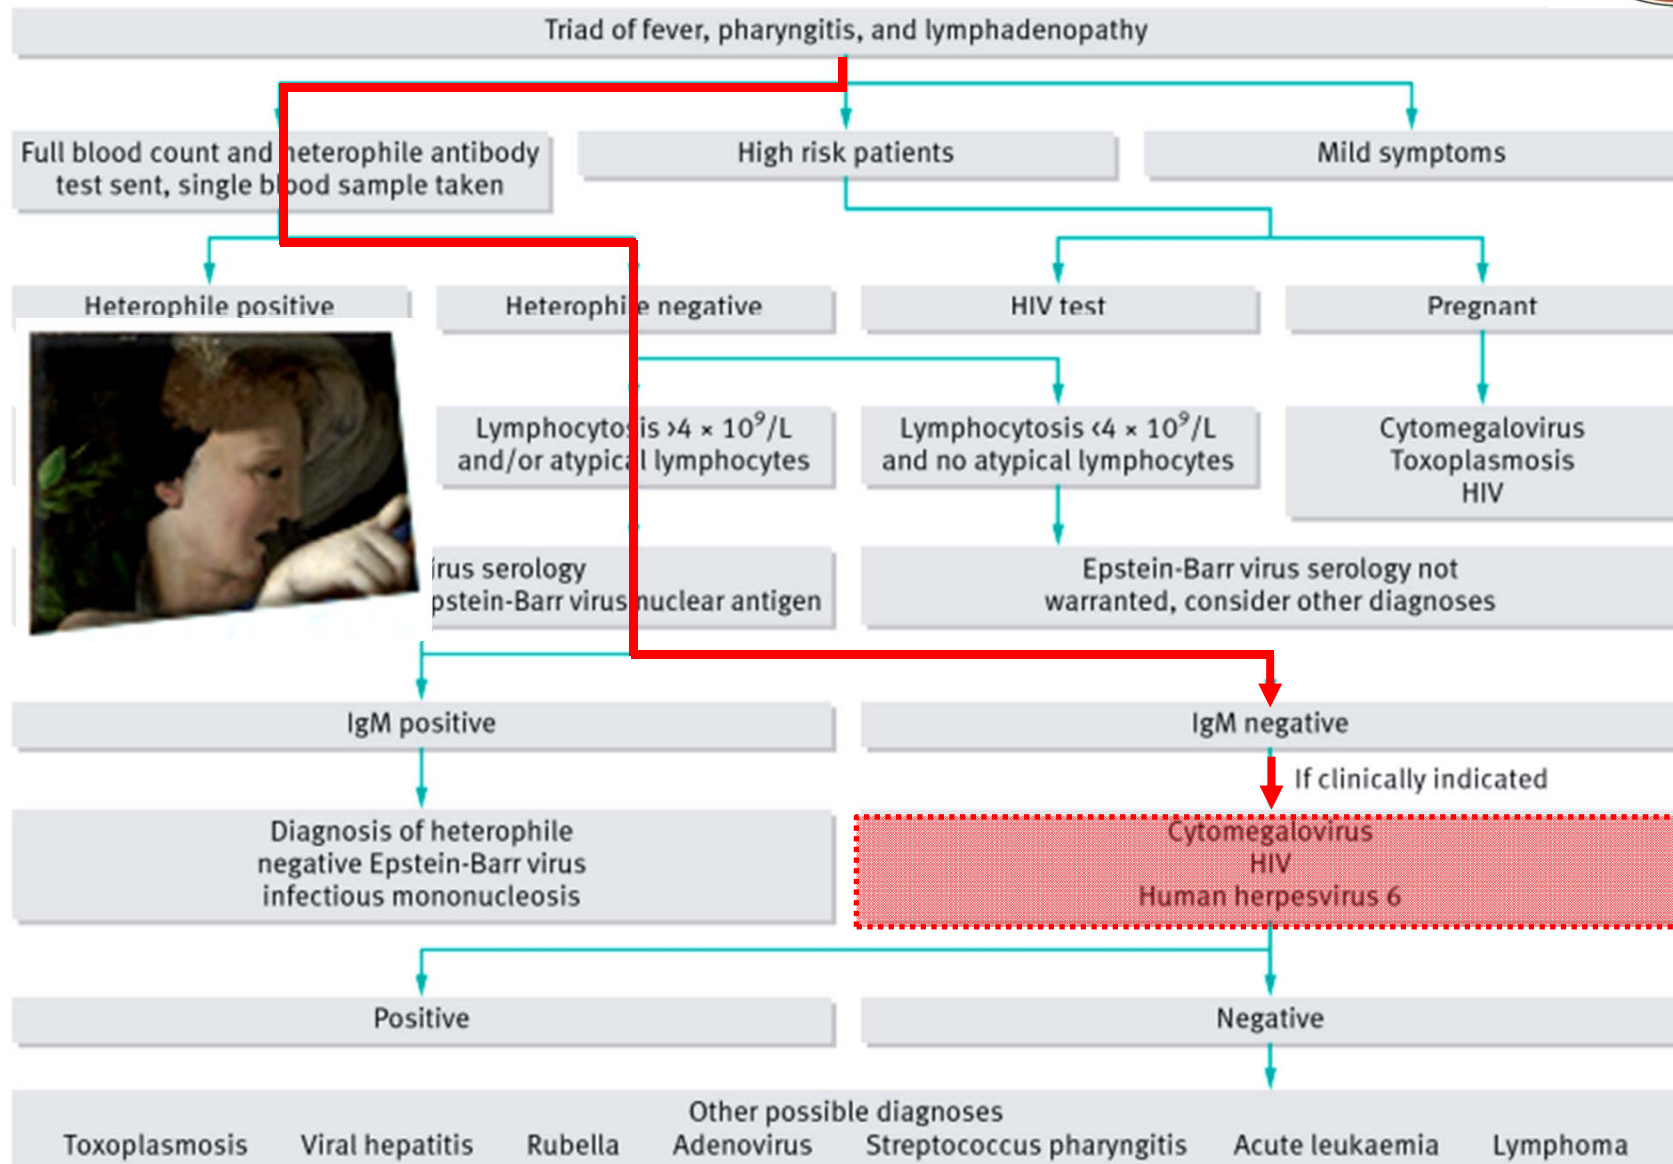 Triad of fever, pharyngitis, and lymphadenopathy
Full blood count and heterophile antibody
test sent, single blood sample taken
High risk patients
Mild symptoms
Heterophile positive
Heterophile negative
HIV test
Pregnant
Lymphocytosis >4 × 10⁹/L
and/or atypical lymphocytes
Lymphocytosis <4 × 10⁹/L
and no atypical lymphocytes
Cytomegalovirus
Toxoplasmosis
HIV
serology
Barr virus nuclear antigen
Epstein-Barr virus serology not
warranted, consider other diagnoses
IgM positive
IgM negative
If clinically indicated
Diagnosis of heterophile
negative Epstein-Barr virus
infectious mononucleosis
Cytomegalovirus
HIV
Human herpesvirus 6
Positive
Negative
Other possible diagnoses
Toxoplasmosis Viral hepatitis Rubella Adenovirus Streptococcus pharyngitis Acute leukaemia Lymphoma